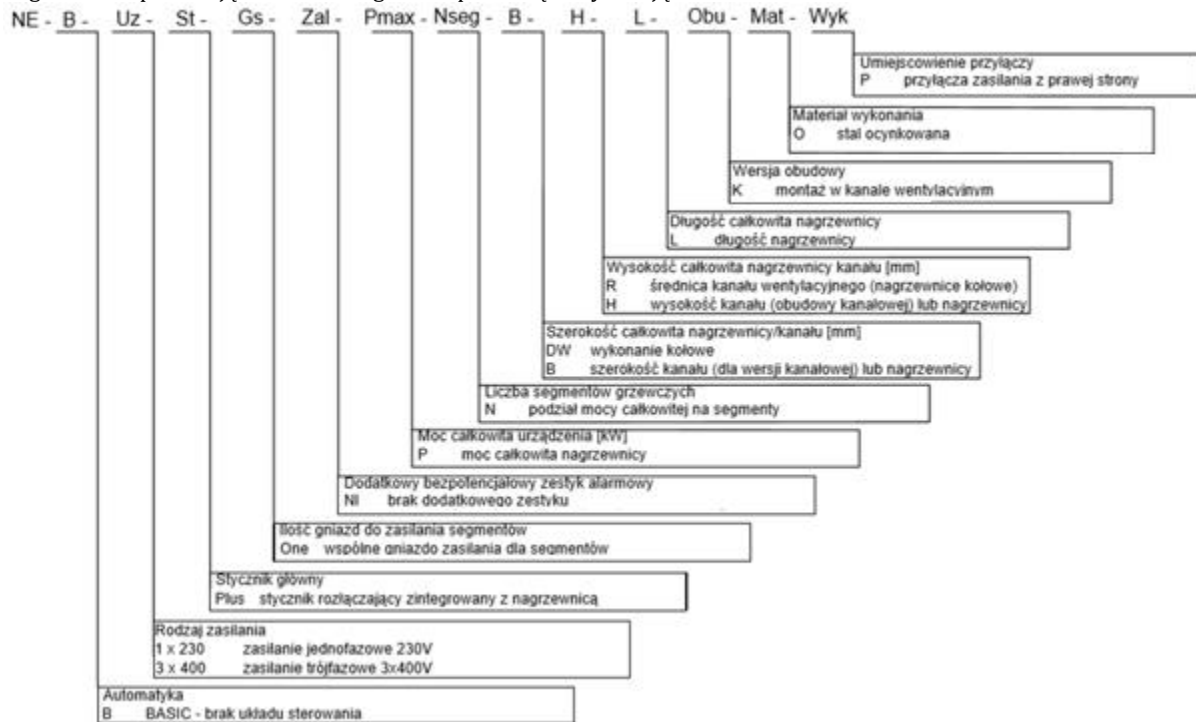 NE - B - Uz - St - Gs - Zal - Pmax - Nseg - B - H - L - Obu - Mat - Wyk
Umiejscowienie przyłączy
P przyłącza zasilania z prawej strony
Materiał wykonania
O stal ocynkowana
Wersja obudowy
K montaż w kanale wentylacyjnym
Długość całkowita nagrzewnicy
L długość nagrzewnicy
Wysokość całkowita nagrzewnicy kanału [mm]
R średnica kanału wentylacyjnego (nagrzewnice kołowe)
H wysokość kanału (obudowy kanałowej) lub nagrzewnicy
Szerokość całkowita nagrzewnicy/kanału [mm]
DW wykonanie kołowe
B szerokość kanału (dla wersji kanałowej) lub nagrzewnicy
Liczba segmentów grzewczych
N podział mocy całkowitej na segmenty
Moc całkowita urządzenia [kW]
P moc całkowita nagrzewnicy
Dodatkowy bezpotencjałowy zestyk alarmowy
NI brak dodatkowego zestyku
Ilość gniazd do zasilania segmentów
One wspólne gniazdo zasilania dla segmentów
Stycznik główny
Plus stycznik rozłączający zintegrowany z nagrzewnicą
Rodzaj zasilania
1 x 230 zasilanie jednofazowe 230V
3 x 400 zasilanie trójfazowe 3x400V
Automatyka
B BASIC - brak układu sterowania